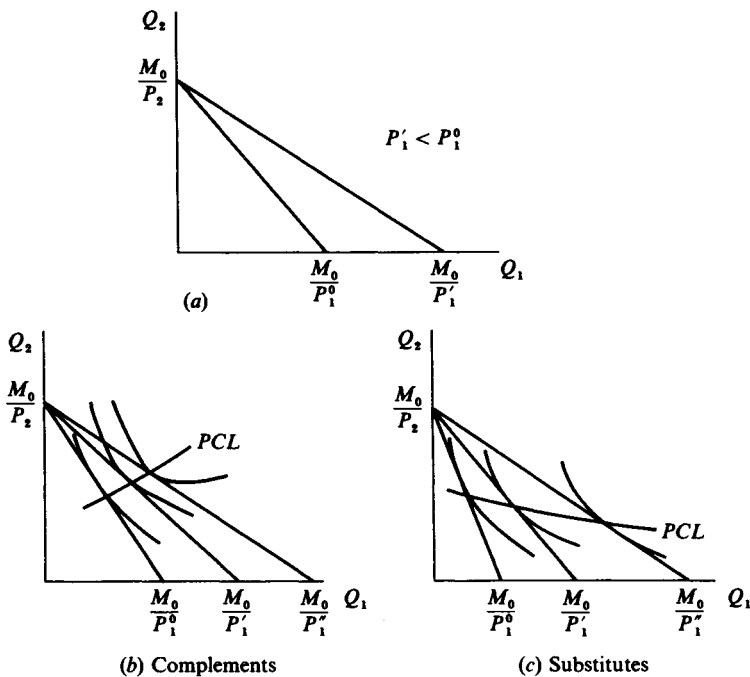 Q₂
M₀
P₂
P′₁ < P⁰₁
M₀
P⁰₁
M₀
P′₁
Q₁
(a)
Q₂
M₀
P₂
PCL
M₀
P⁰₁
M₀
P′₁
M₀
P″₁
Q₁
(b) Complements
Q₂
M₀
P₂
PCL
M₀
P⁰₁
M₀
P′₁
M₀
P″₁
Q₁
(c) Substitutes